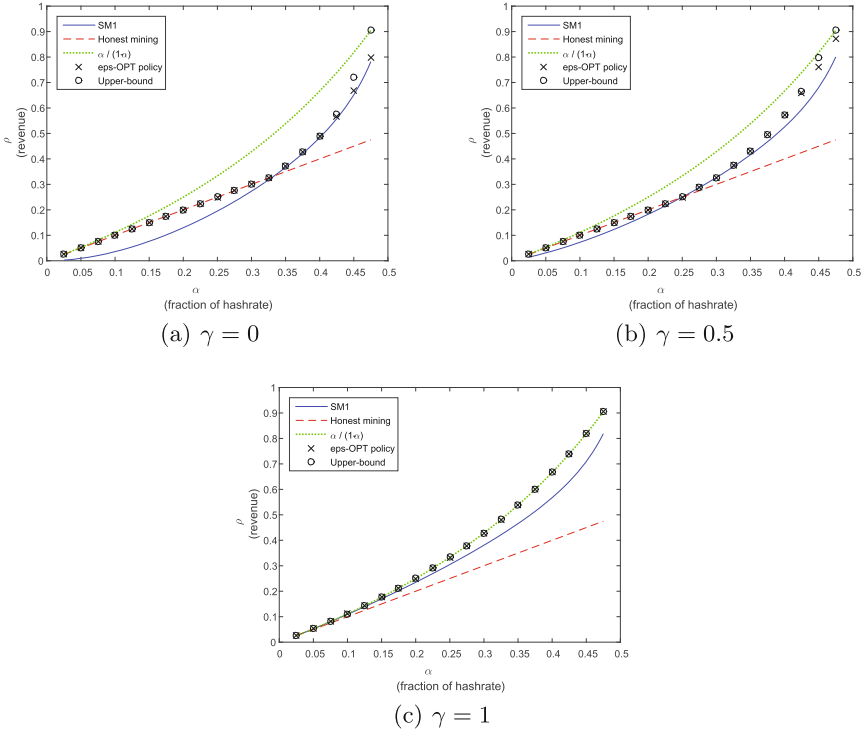 1
0.9
0.8
0.7
0.6
0.5
0.4
0.3
0.2
0.1
0
ρ
(revenue)
SM1
Honest mining
α / (1-α)
eps-OPT policy
Upper-bound
0 0.05 0.1 0.15 0.2 0.25 0.3 0.35 0.4 0.45 0.5
α
(fraction of hashrate)
(a) γ = 0
1
0.9
0.8
0.7
0.6
0.5
0.4
0.3
0.2
0.1
0
ρ
(revenue)
SM1
Honest mining
α / (1-α)
eps-OPT policy
Upper-bound
0 0.05 0.1 0.15 0.2 0.25 0.3 0.35 0.4 0.45 0.5
α
(fraction of hashrate)
(b) γ = 0.5
1
0.9
0.8
0.7
0.6
0.5
0.4
0.3
0.2
0.1
0
ρ
(revenue)
SM1
Honest mining
α / (1-α)
eps-OPT policy
Upper-bound
0 0.05 0.1 0.15 0.2 0.25 0.3 0.35 0.4 0.45 0.5
α
(fraction of hashrate)
(c) γ = 1